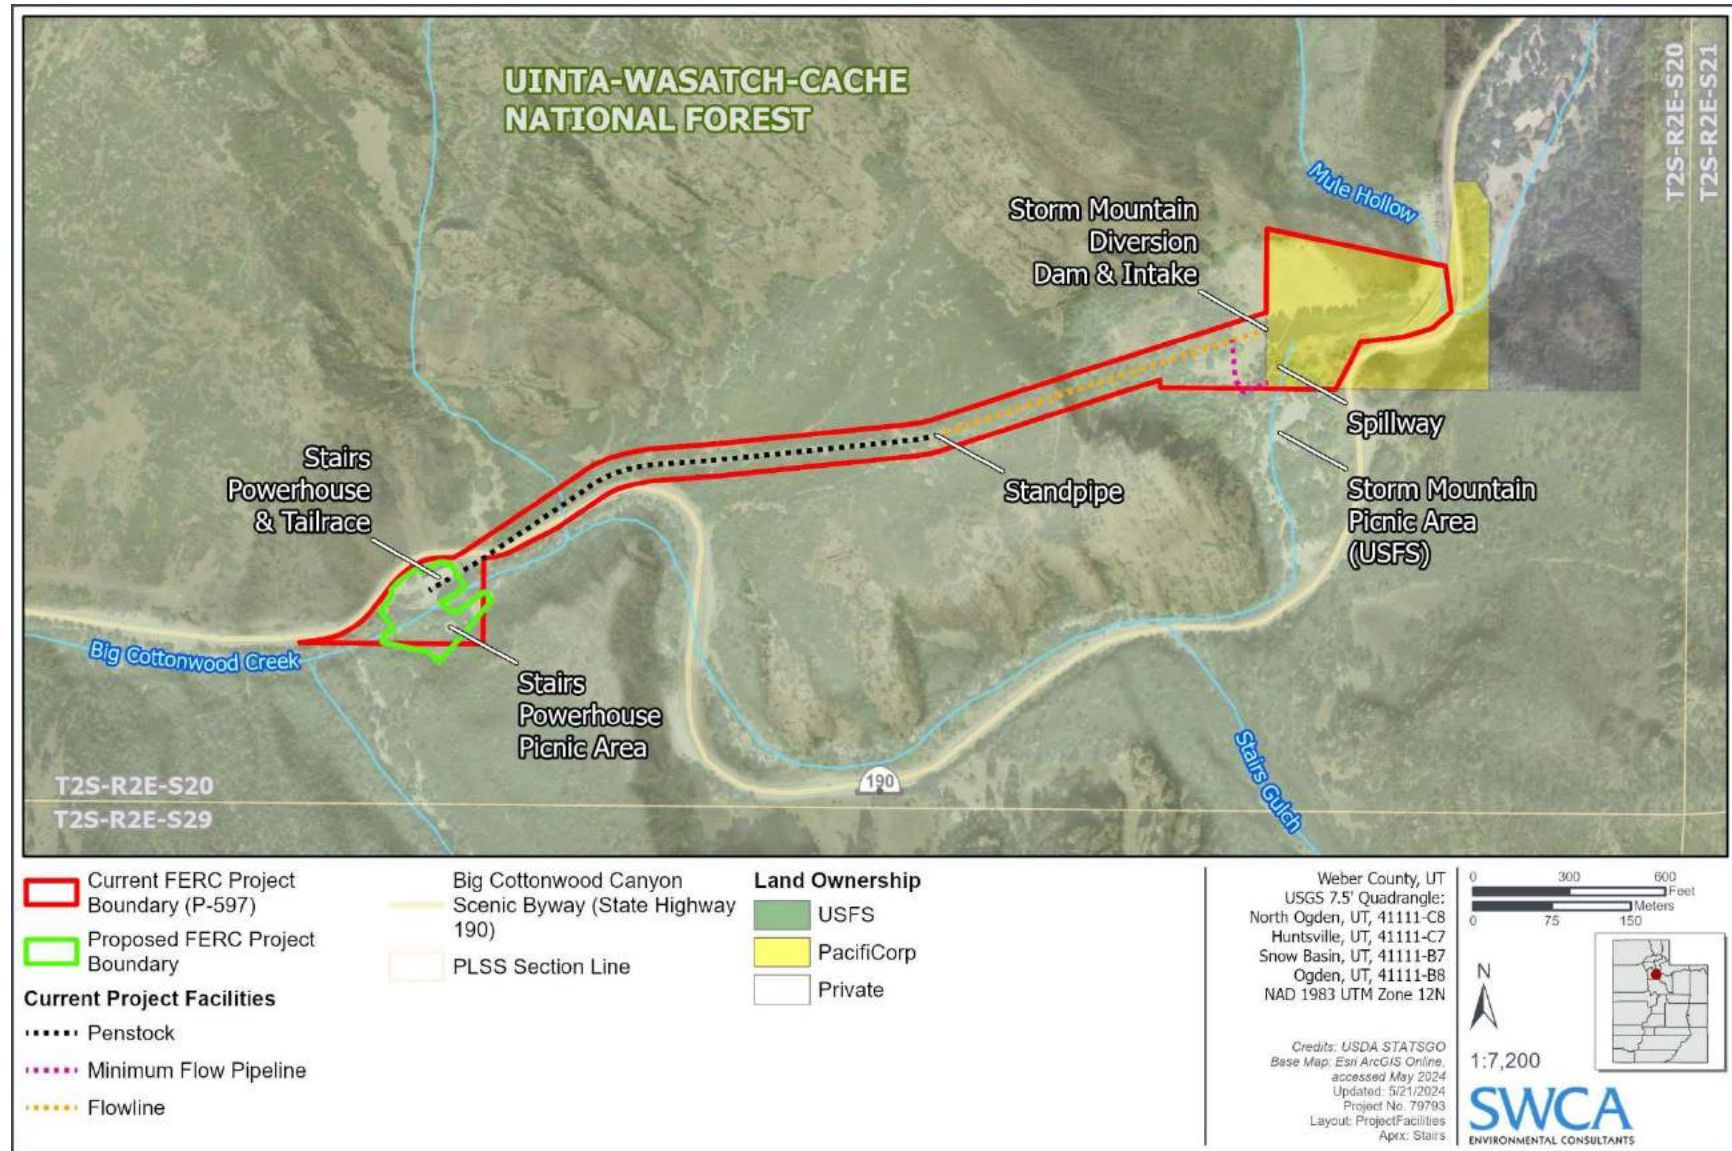 UINTA-WASATCH-CACHE
NATIONAL FOREST
T2S-R2E-S20
T2S-R2E-S21
Mule Hollow
Storm Mountain
Diversion
Dam & Intake
Spillway
Stairs
Powerhouse
& Tailrace
Standpipe
Storm Mountain
Picnic Area
(USFS)
Big Cottonwood Creek
Stairs
Powerhouse
Picnic Area
190
Stairs Gulch
T2S-R2E-S20
T2S-R2E-S29
Current FERC Project
Boundary (P-597)
Proposed FERC Project
Boundary
Current Project Facilities
Penstock
Minimum Flow Pipeline
Flowline
Big Cottonwood Canyon
Scenic Byway (State Highway
190)
PLSS Section Line
Land Ownership
USFS
PacifiCorp
Private
Weber County, UT
USGS 7.5' Quadrangle:
North Ogden, UT, 41111-C8
Huntsville, UT, 41111-C7
Snow Basin, UT, 41111-B7
Ogden, UT, 41111-B8
NAD 1983 UTM Zone 12N
Credits: USDA STATSGO
Base Map: Esri ArcGIS Online,
accessed May 2024
Updated: 5/21/2024
Project No. 79793
Layout: ProjectFacilities
Aprx: Stairs
0 300 600
Feet
Meters
0 75 150
N
1:7,200
SWCA
ENVIRONMENTAL CONSULTANTS